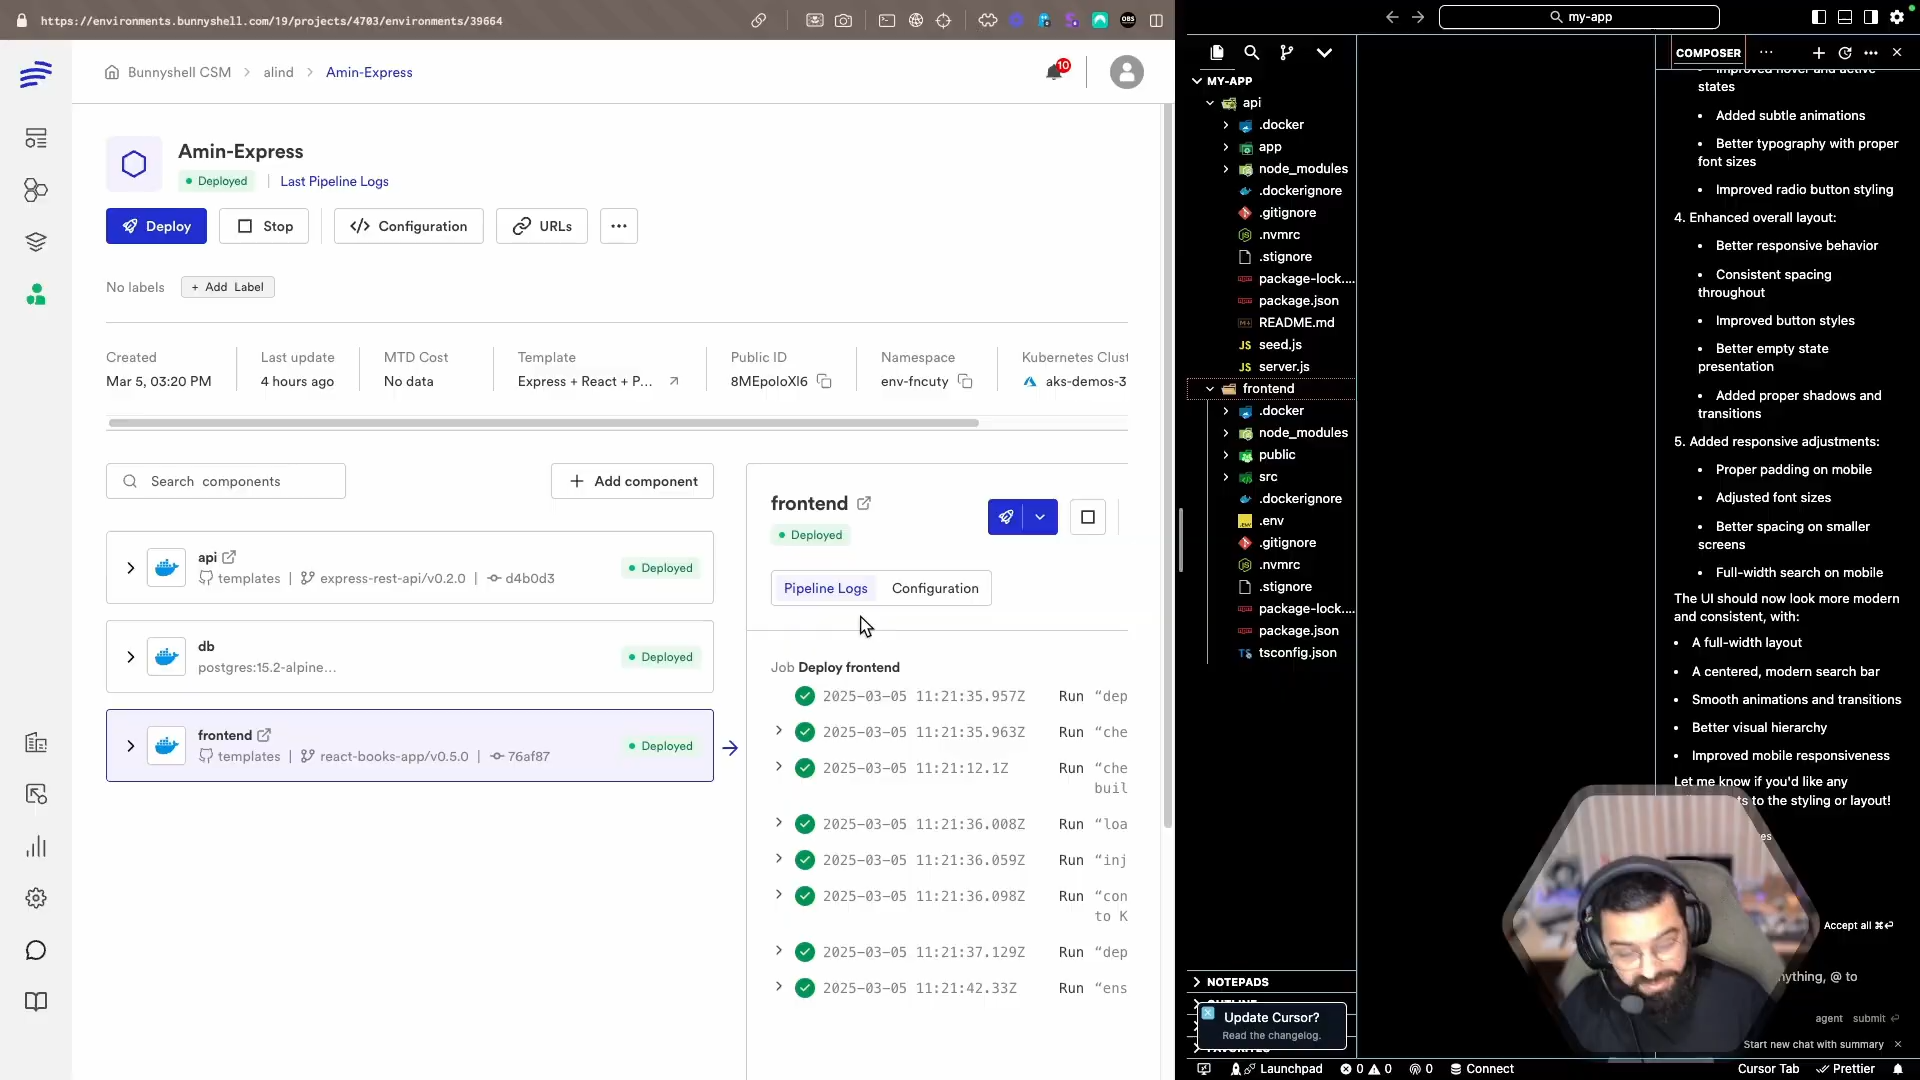 https://environments.bunnyshell.com/19/projects/4703/environments/39664
OBS
Bunnyshell CSM
alind
Amin-Express
10
Amin-Express
Deployed
Last Pipeline Logs
Deploy
Stop
Configuration
URLs
No labels
+ Add Label
Created
Mar 5, 03:20 PM
Last update
4 hours ago
MTD Cost
No data
Template
Express + React + P...
Public ID
8MEpoloXl6
Namespace
env-fncuty
Kubernetes Clust
aks-demos-3
Search components
Add component
api
templates | express-rest-api/v0.2.0 | d4b0d3
Deployed
db
postgres:15.2-alpine...
Deployed
frontend
templates | react-books-app/v0.5.0 | 76af87
Deployed
frontend
Deployed
Pipeline Logs
Configuration
Job Deploy frontend
2025-03-05 11:21:35.957Z Run “dep
2025-03-05 11:21:35.963Z Run “che
2025-03-05 11:21:12.1Z Run “che
buil
2025-03-05 11:21:36.008Z Run “loa
2025-03-05 11:21:36.059Z Run “inj
2025-03-05 11:21:36.098Z Run “con
to K
2025-03-05 11:21:37.129Z Run “dep
2025-03-05 11:21:42.33Z Run “ens
my-app
MY-APP
api
.docker
app
node_modules
.dockerignore
.gitignore
.nvmrc
.stignore
package-lock....
package.json
README.md
seed.js
server.js
frontend
.docker
node_modules
public
src
.dockerignore
.env
.gitignore
.nvmrc
.stignore
package-lock....
package.json
tsconfig.json
NOTEPADS
Update Cursor?
Read the changelog.
COMPOSER
Improved hover and active
states
• Added subtle animations
• Better typography with proper
font sizes
• Improved radio button styling
4. Enhanced overall layout:
• Better responsive behavior
• Consistent spacing
throughout
• Improved button styles
• Better empty state
presentation
• Added proper shadows and
transitions
5. Added responsive adjustments:
• Proper padding on mobile
• Adjusted font sizes
• Better spacing on smaller
screens
• Full-width search on mobile
The UI should now look more modern
and consistent, with:
• A full-width layout
• A centered, modern search bar
• Smooth animations and transitions
• Better visual hierarchy
• Improved mobile responsiveness
Let me know if you'd like any
to the styling or layout!
Accept all ⌘⏎
@ to
agent submit ⏎
Start new chat with summary ×
Launchpad
0 0
0
Connect
Cursor Tab
Prettier